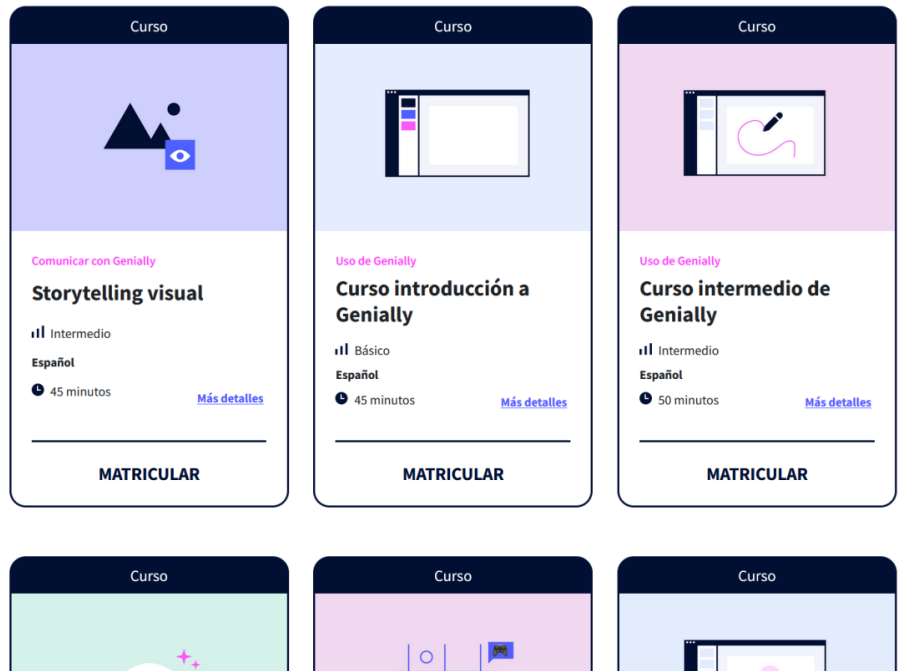 Curso
Comunicar con Genially
Storytelling visual
Intermedio
Español
45 minutos
Más detalles
MATRICULAR
Curso
Uso de Genially
Curso introducción a
Genially
Básico
Español
45 minutos
Más detalles
MATRICULAR
Curso
Uso de Genially
Curso intermedio de
Genially
Intermedio
Español
50 minutos
Más detalles
MATRICULAR
Curso
Curso
Curso